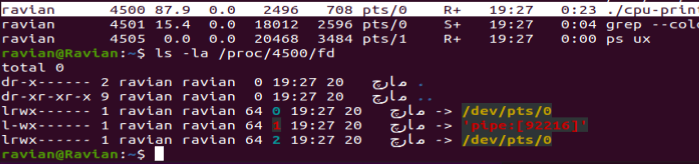 ravian 4500 87.9 0.0 2496 708 pts/0 R+ 19:27 0:23 ./cpu-prin
ravian 4501 15.4 0.0 18012 2596 pts/0 S+ 19:27 0:04 grep --colo
ravian 4505 0.0 0.0 20468 3484 pts/1 R+ 19:27 0:00 ps ux
ravian@Ravian:~$ ls -la /proc/4500/fd
total 0
dr-x------ 2 ravian ravian 0 19:27 20 مارچ .
dr-xr-xr-x 9 ravian ravian 0 19:27 20 مارچ ..
lrwx------ 1 ravian ravian 64 0 19:27 20 مارچ -> /dev/pts/0
l-wx------ 1 ravian ravian 64 1 19:27 20 مارچ -> 'pipe:[92216]'
lrwx------ 1 ravian ravian 64 2 19:27 20 مارچ -> /dev/pts/0
ravian@Ravian:~$